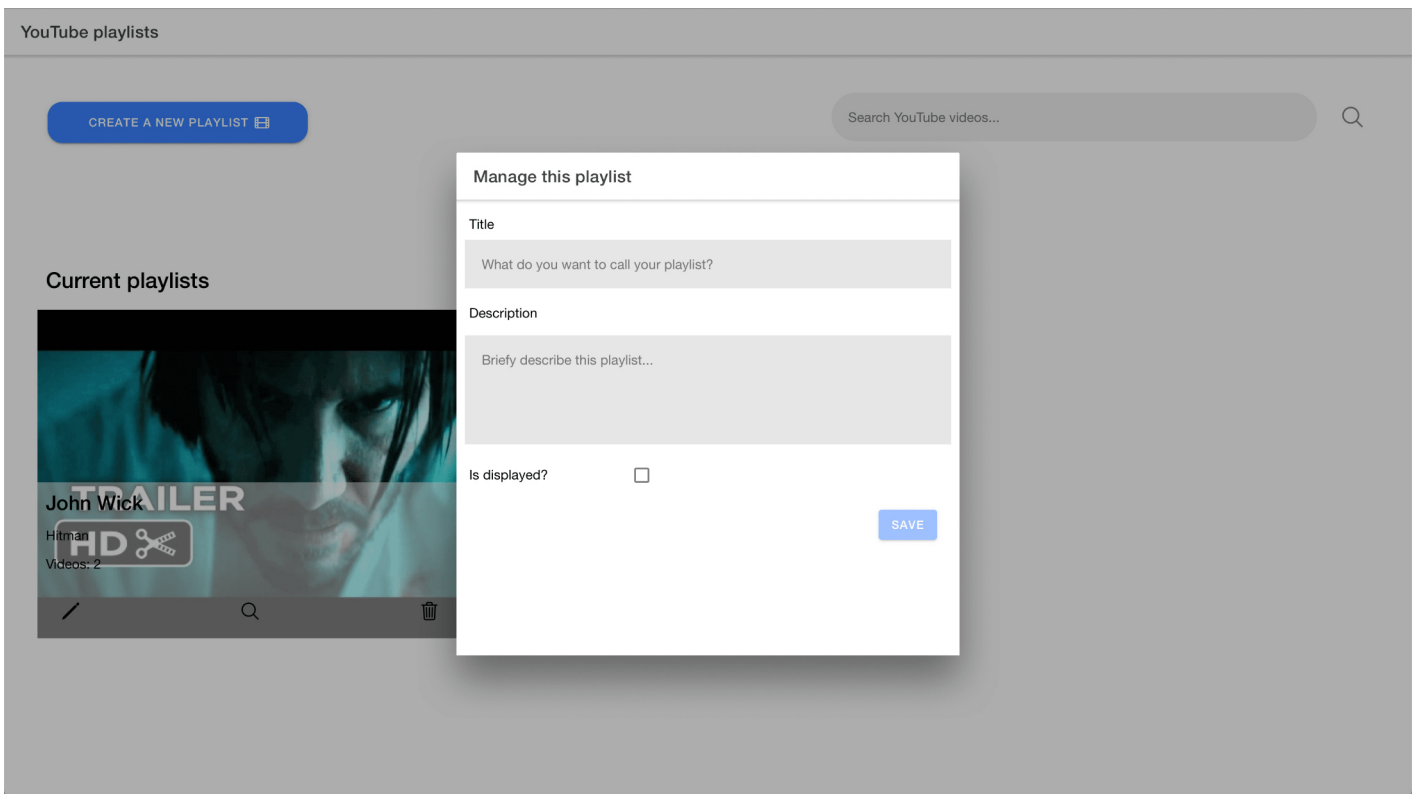 YouTube playlists
CREATE A NEW PLAYLIST
Search YouTube videos...
Manage this playlist
Title
What do you want to call your playlist?
Description
Briefy describe this playlist...
Is displayed?
SAVE
Current playlists
TRAILER
HD
John Wick
Hitman
Videos: 2